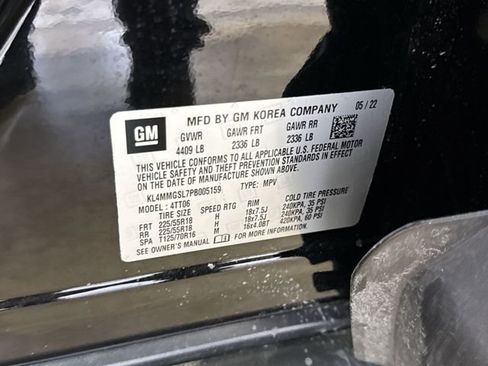 GM
MFD BY GM KOREA COMPANY 05 / 22
GVWR GAWR FRT GAWR RR
4409 LB 2336 LB 2336 LB
THIS VEHICLE CONFORMS TO ALL APPLICABLE U.S. FEDERAL MOTOR
VEHICLE SAFETY, BUMPER, AND THEFT PREVENTION STANDARDS IN
EFFECT ON THE DATE OF MANUFACTURE SHOWN ABOVE.
KL4MMGSL7PB005159 TYPE: MPV
MODEL: 4TT06
TIRE SIZE SPEED RTG RIM COLD TIRE PRESSURE
FRT 225/55R18 H 18x7.5J 240KPA, 35 PSI
RR 225/55R18 H 18x7.5J 240KPA, 35 PSI
SPA T125/70R16 M 16x4.0BT 420KPA, 60 PSI
SEE OWNER'S MANUAL FOR MORE INFORMATION.